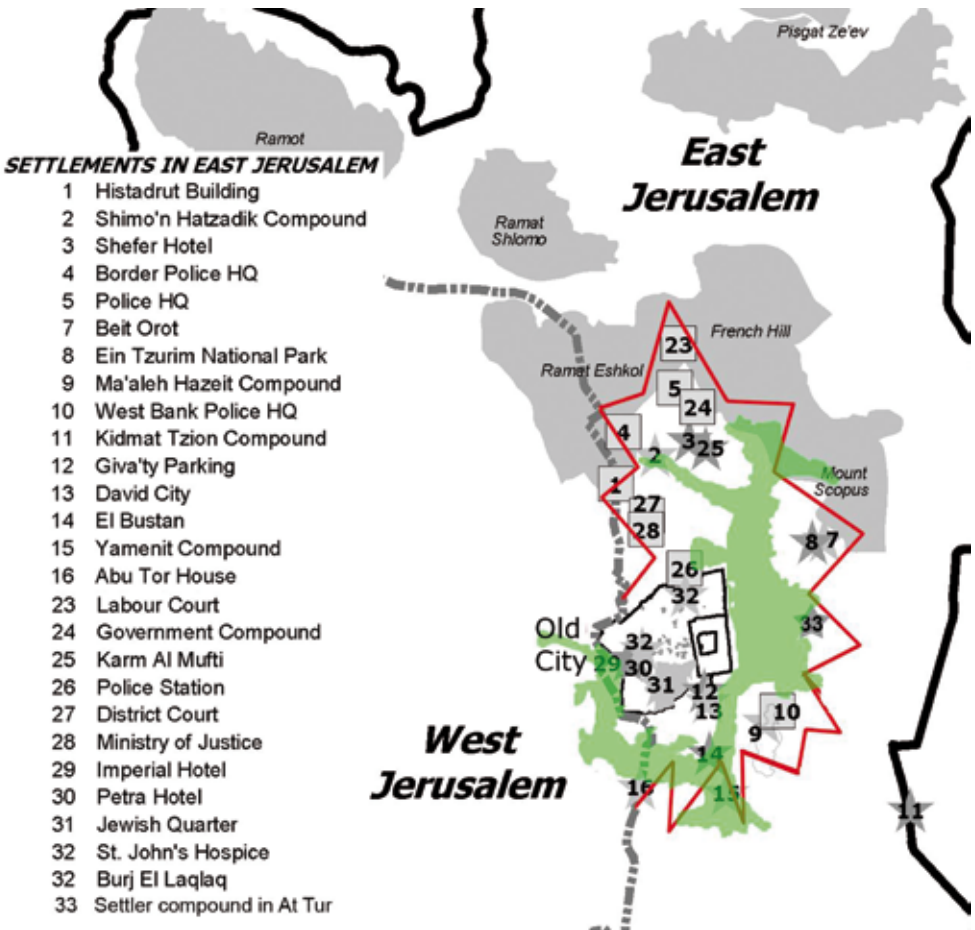 Pisgat Ze'ev
Ramot
East
Jerusalem
SETTLEMENTS IN EAST JERUSALEM
1 Histadrut Building
2 Shimo'n Hatzadik Compound
3 Shefer Hotel
4 Border Police HQ
5 Police HQ
7 Beit Orot
8 Ein Tzurim National Park
9 Ma'aleh Hazeit Compound
10 West Bank Police HQ
11 Kidmat Tzion Compound
12 Giva'ty Parking
13 David City
14 El Bustan
15 Yamenit Compound
16 Abu Tor House
23 Labour Court
24 Government Compound
25 Karm Al Mufti
26 Police Station
27 District Court
28 Ministry of Justice
29 Imperial Hotel
30 Petra Hotel
31 Jewish Quarter
32 St. John's Hospice
32 Burj El Laqlaq
33 Settler compound in At Tur
Ramat
Shlomo
French Hill
Ramat Eshkol
23
5
24
4
3
25
2
1
Mount
Scopus
27
28
8
7
26
32
33
Old
City
32
29
30
31
12
13
10
9
West
Jerusalem
14
16
15
11